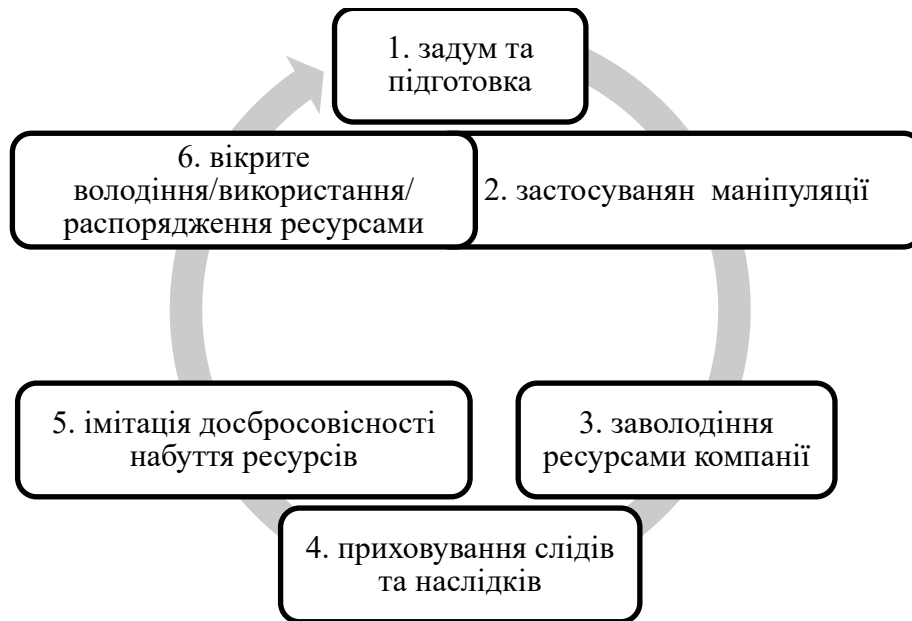 1. задум та
підготовка
2. застосуванян  маніпуляції
3. заволодіння
ресурсами компанії
4. приховування слідів
та наслідків
5. імітація досбросовісності
набуття ресурсів
6. вікрите
володіння/використання/
распорядження ресурсами